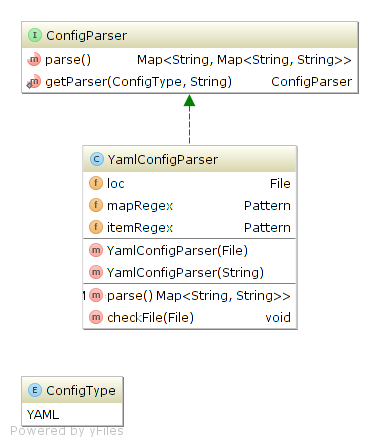 I ConfigParser
m parse() Map<String, Map<String, String>>
m getParser(ConfigType, String) ConfigParser
C YamlConfigParser
f loc File
f mapRegex Pattern
f itemRegex Pattern
m YamlConfigParser(File)
m YamlConfigParser(String)
m parse() Map<String, String>>
m checkFile(File) void
E ConfigType
YAML
Powered by yFiles